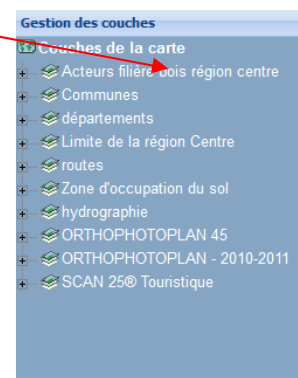 Gestion des couches
Couches de la carte
Acteurs filière bois région centre
Communes
départements
Limite de la région Centre
routes
Zone d'occupation du sol
hydrographie
ORTHOPHOTOPLAN 45
ORTHOPHOTOPLAN - 2010-2011
SCAN 25® Touristique